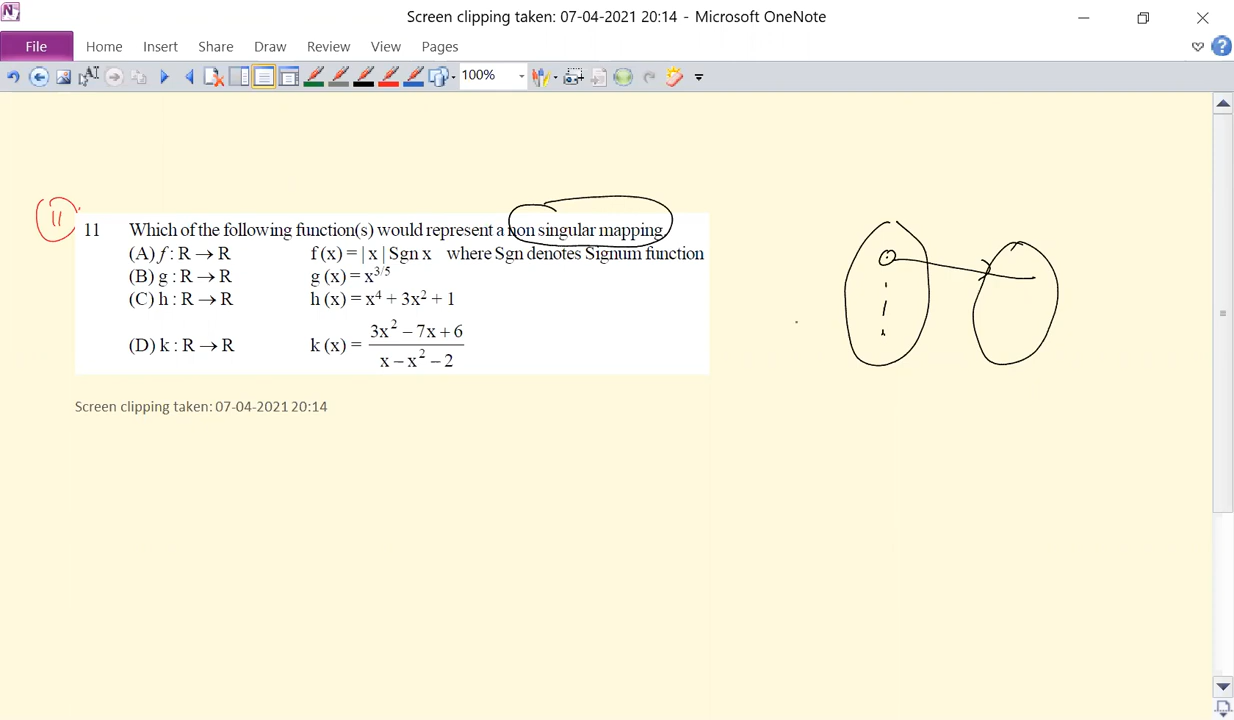 Screen clipping taken: 07-04-2021 20:14 - Microsoft OneNote
File Home Insert Share Draw Review View Pages
100%
11
11 Which of the following function(s) would represent a non singular mapping
(A) f : R → R f (x) = | x | Sgn x where Sgn denotes Signum function
(B) g : R → R g (x) = x^{3/5}
(C) h : R → R h (x) = x^4 + 3x^2 + 1
(D) k : R → R k (x) = \frac{3x^2 − 7x + 6}{x − x^2 − 2}
Screen clipping taken: 07-04-2021 20:14